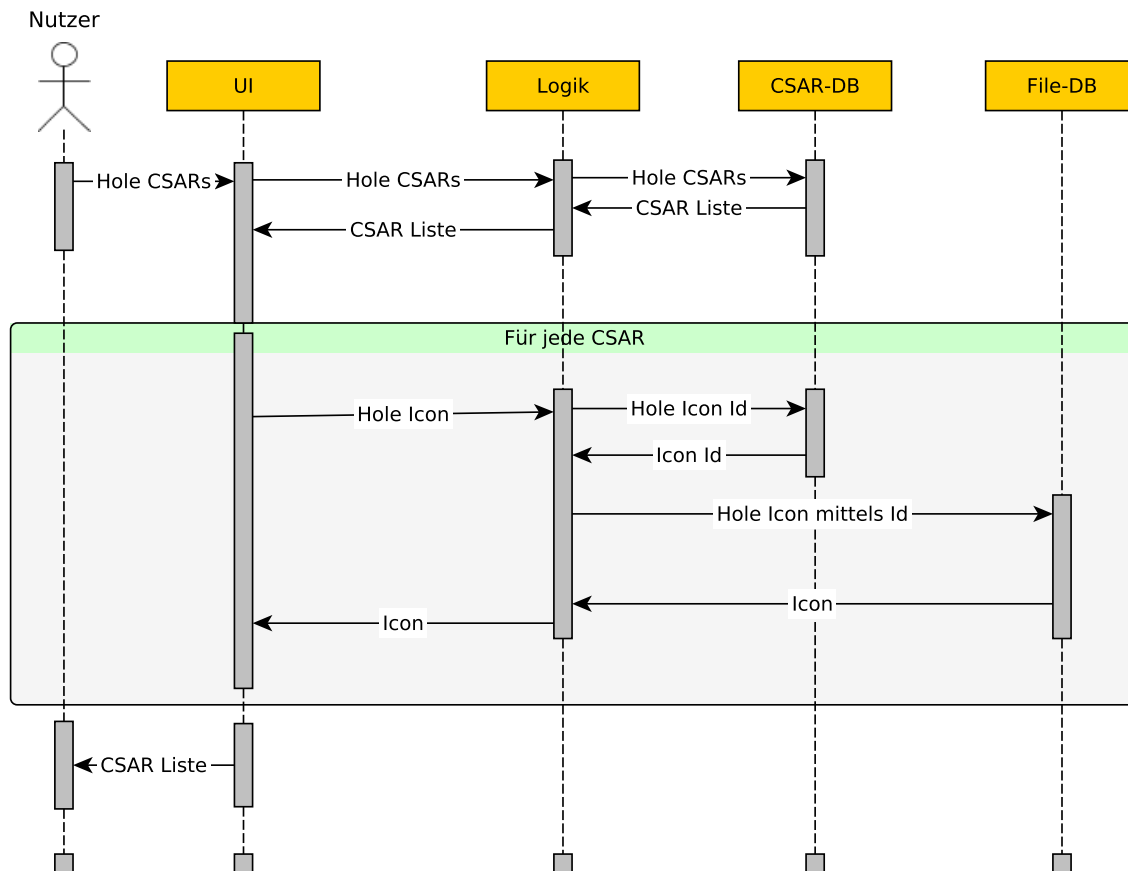 Nutzer
UI
Logik
CSAR-DB
File-DB
Hole CSARs
Hole CSARs
Hole CSARs
CSAR Liste
CSAR Liste
Für jede CSAR
Hole Icon
Hole Icon Id
Icon Id
Hole Icon mittels Id
Icon
Icon
CSAR Liste